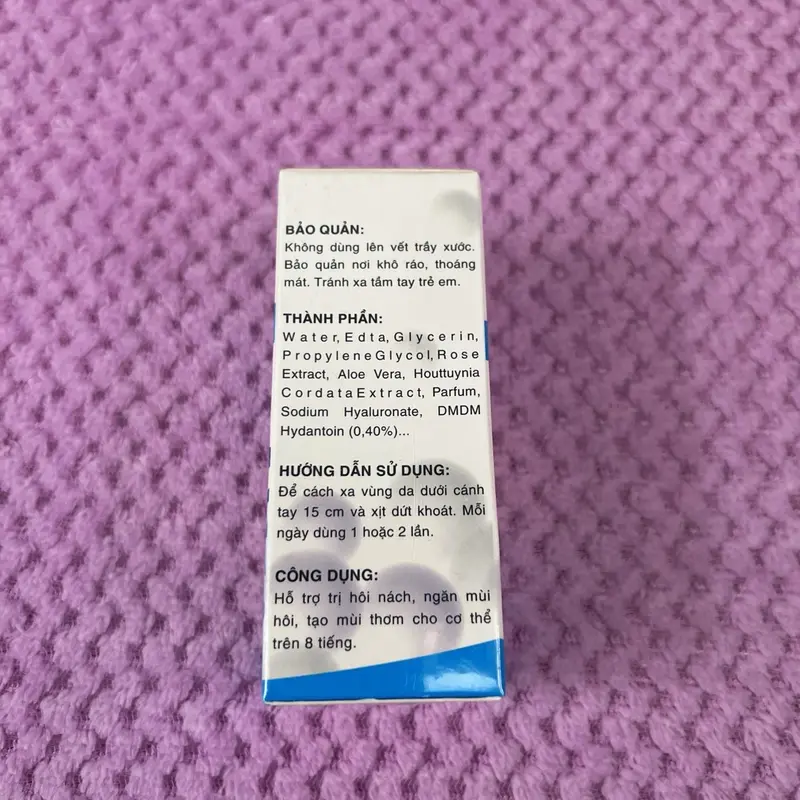 BẢO QUẢN:
Không dùng lên vết trầy xước.
Bảo quản nơi khô ráo, thoáng
mát. Tránh xa tầm tay trẻ em.
THÀNH PHẦN:
Water, Edta, Glycerin,
Propylene Glycol, Rose
Extract, Aloe Vera, Houttuynia
Cordata Extract, Parfum,
Sodium Hyaluronate, DMDM
Hydantoin (0,40%)...
HƯỚNG DẪN SỬ DỤNG:
Để cách xa vùng da dưới cánh
tay 15 cm và xịt dứt khoát. Mỗi
ngày dùng 1 hoặc 2 lần.
CÔNG DỤNG:
Hỗ trợ trị hôi nách, ngăn mùi
hôi, tạo mùi thơm cho cơ thể
trên 8 tiếng.